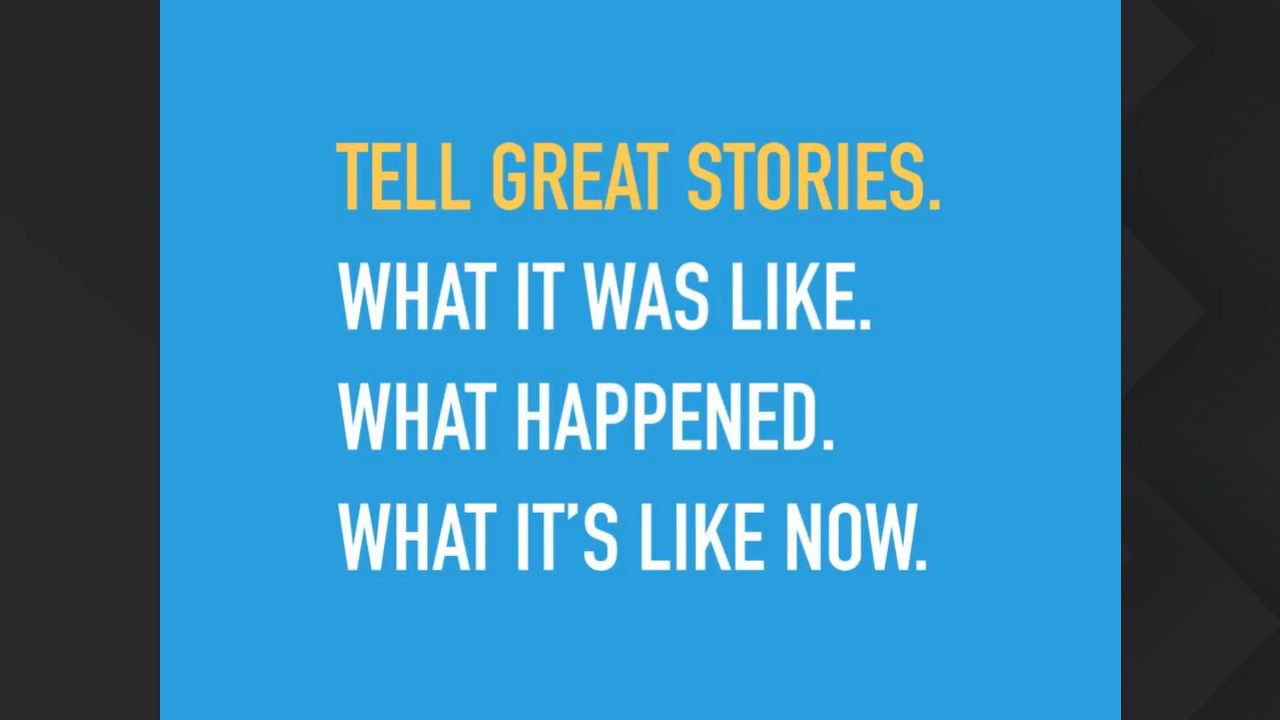 TELL GREAT STORIES.
WHAT IT WAS LIKE.
WHAT HAPPENED.
WHAT IT’S LIKE NOW.